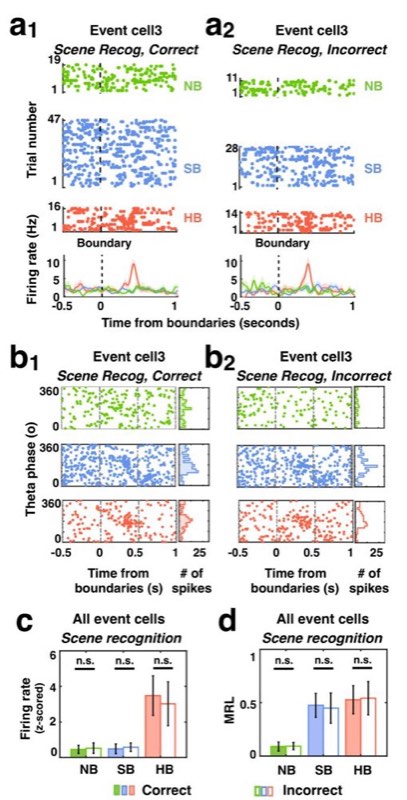 a1 Event cell3 a2 Event cell3
Scene Recog, Correct Scene Recog, Incorrect
19 NB 11 NB
1 1
Trial number
47 SB 28 SB
1 1
16 HB 14 HB
1 1
Boundary Boundary
Firing rate (Hz)
10 10
5 5
0 0
-0.5 0 1 -0.5 0 1
Time from boundaries (seconds)
b1 Event cell3 b2 Event cell3
Scene Recog, Correct Scene Recog, Incorrect
Theta phase (o)
360 360
0 0
360 360
0 0
360 360
0 0
-0.5 0 0.5 1 25 -0.5 0 0.5 1 25
Time from # of Time from # of
boundaries (s) spikes boundaries (s) spikes
c All event cells d All event cells
Scene recognition Scene recognition
n.s. n.s. n.s. n.s. n.s. n.s.
Firing rate
(z-scored)
6
4
2
0
NB SB HB
MRL
1
0.5
0
NB SB HB
Correct Incorrect